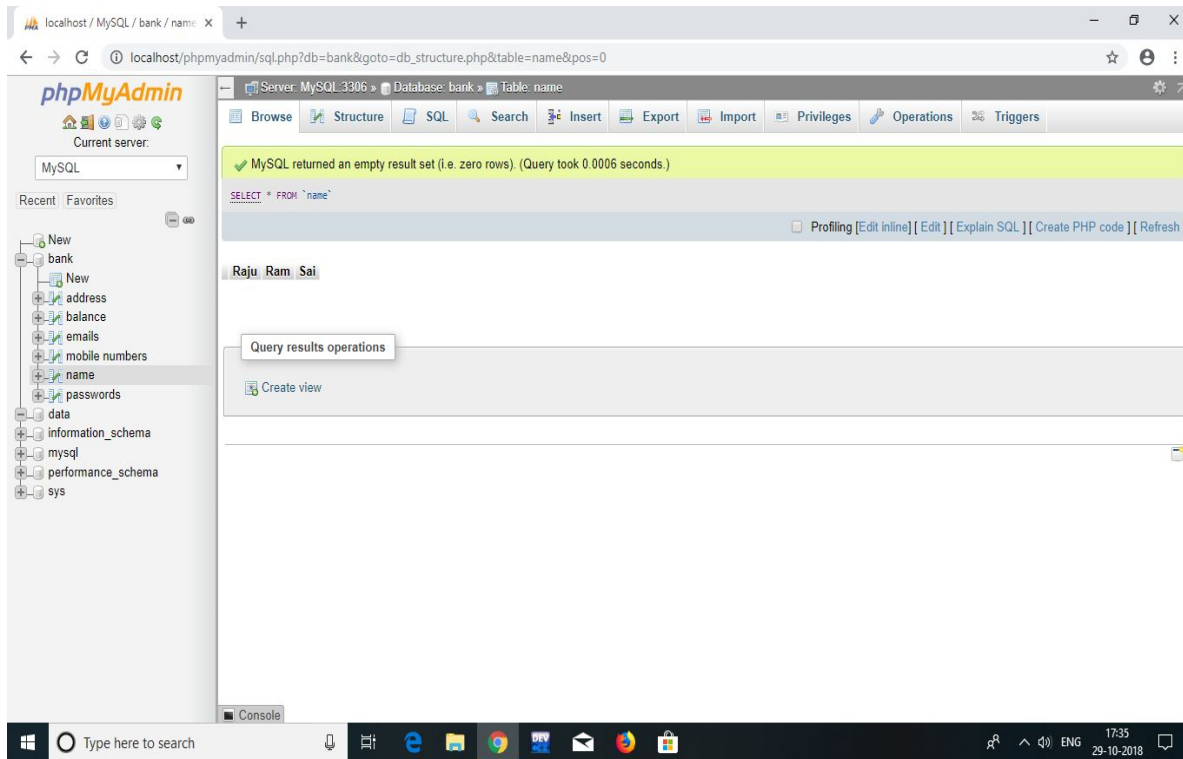 localhost / MySQL / bank / name
localhost/phpmyadmin/sql.php?db=bank&goto=db_structure.php&table=name&pos=0
phpMyAdmin
Current server:
MySQL
Recent Favorites
New
bank
New
address
balance
emails
mobile numbers
name
passwords
data
information_schema
mysql
performance_schema
sys
Server: MySQL:3306 » Database: bank » Table: name
Browse Structure SQL Search Insert Export Import Privileges Operations Triggers
MySQL returned an empty result set (i.e. zero rows). (Query took 0.0006 seconds.)
SELECT * FROM `name`
Profiling [Edit inline] [ Edit ] [ Explain SQL ] [ Create PHP code ] [ Refresh
Raju Ram Sai
Query results operations
Create view
Console
Type here to search
DEV
ENG
17:35
29-10-2018